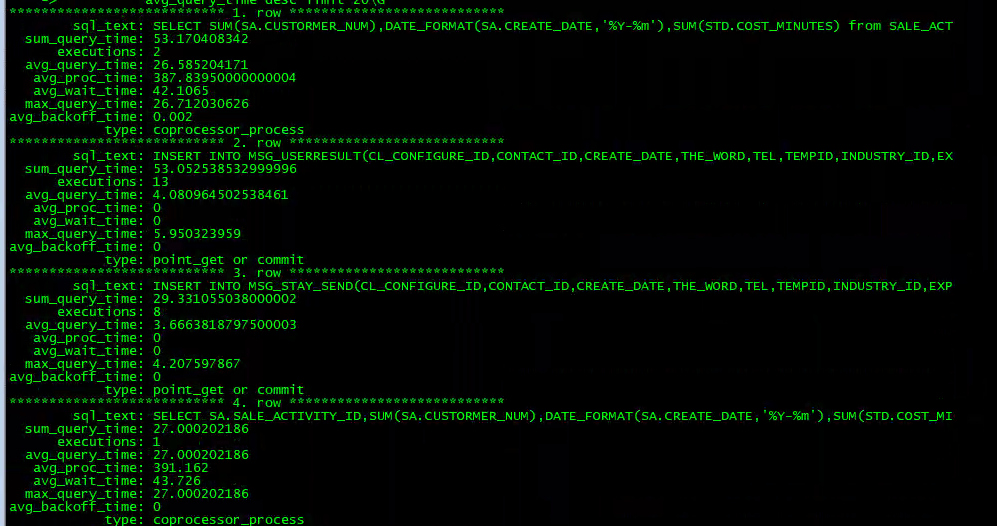 -> avg_query_time desc limit 20\G
*************************** 1. row ***************************
sql_text: SELECT SUM(SA.CUSTORMER_NUM),DATE_FORMAT(SA.CREATE_DATE,'%Y-%m'),SUM(STD.COST_MINUTES) from SALE_ACT
sum_query_time: 53.170408342
executions: 2
avg_query_time: 26.585204171
avg_proc_time: 387.83950000000004
avg_wait_time: 42.1065
max_query_time: 26.712030626
avg_backoff_time: 0.002
type: coprocessor_process
*************************** 2. row ***************************
sql_text: INSERT INTO MSG_USERRESULT(CL_CONFIGURE_ID,CONTACT_ID,CREATE_DATE,THE_WORD,TEL,TEMPID,INDUSTRY_ID,EX
sum_query_time: 53.052538532999996
executions: 13
avg_query_time: 4.080964502538461
avg_proc_time: 0
avg_wait_time: 0
max_query_time: 5.950323959
avg_backoff_time: 0
type: point_get or commit
*************************** 3. row ***************************
sql_text: INSERT INTO MSG_STAY_SEND(CL_CONFIGURE_ID,CONTACT_ID,CREATE_DATE,THE_WORD,TEL,TEMPID,INDUSTRY_ID,EXP
sum_query_time: 29.331055038000002
executions: 8
avg_query_time: 3.6663818797500003
avg_proc_time: 0
avg_wait_time: 0
max_query_time: 4.207597867
avg_backoff_time: 0
type: point_get or commit
*************************** 4. row ***************************
sql_text: SELECT SA.SALE_ACTIVITY_ID,SUM(SA.CUSTORMER_NUM),DATE_FORMAT(SA.CREATE_DATE,'%Y-%m'),SUM(STD.COST_MI
sum_query_time: 27.000202186
executions: 1
avg_query_time: 27.000202186
avg_proc_time: 391.162
avg_wait_time: 43.726
max_query_time: 27.000202186
avg_backoff_time: 0
type: coprocessor_process